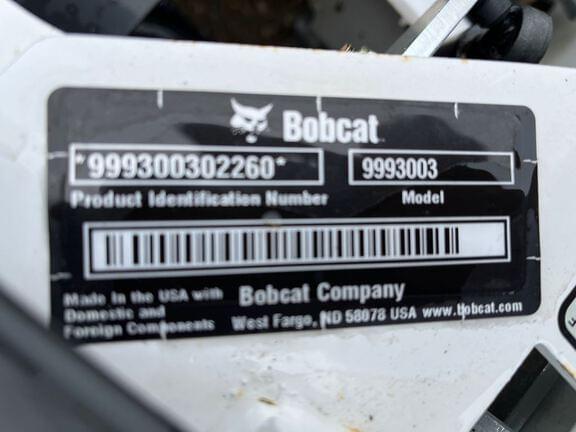 Bobcat
*999300302260* 9993003
Product Identification Number Model
Made in the USA with
Domestic and
Foreign Components
Bobcat Company
West Fargo, ND 58078 USA www.bobcat.com